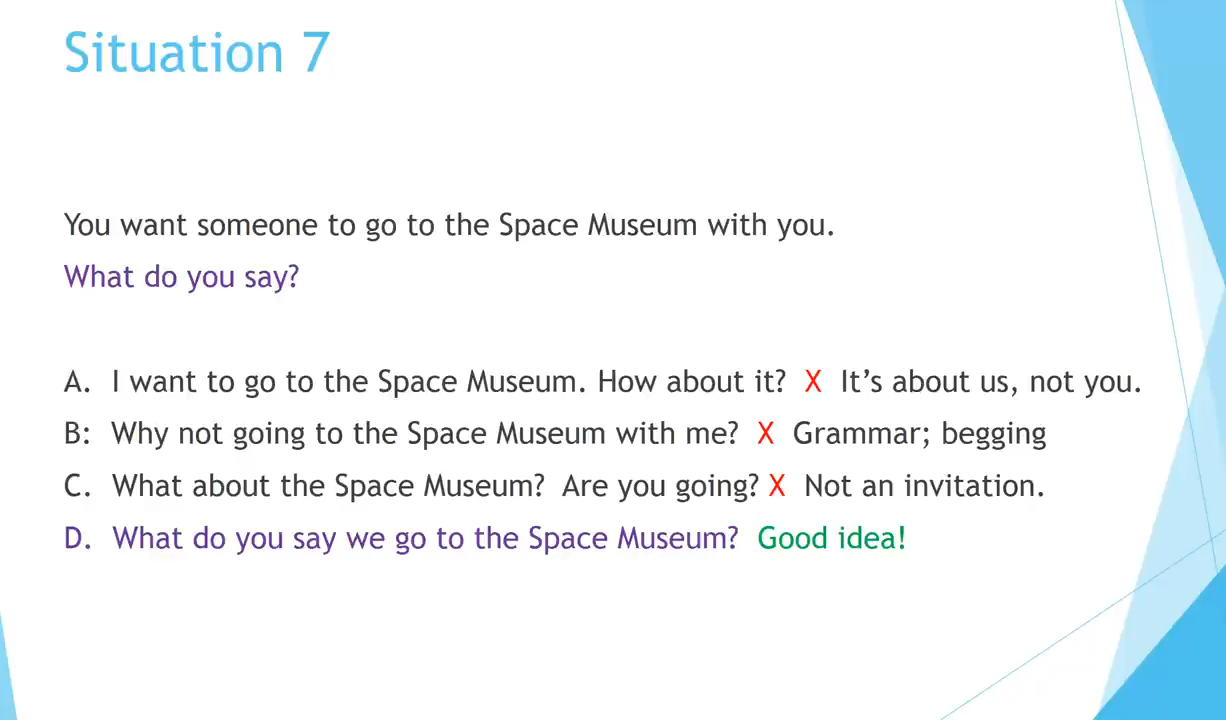 Situation 7
You want someone to go to the Space Museum with you.
What do you say?
A. I want to go to the Space Museum. How about it? X It’s about us, not you.
B: Why not going to the Space Museum with me? X Grammar; begging
C. What about the Space Museum? Are you going? X Not an invitation.
D. What do you say we go to the Space Museum? Good idea!